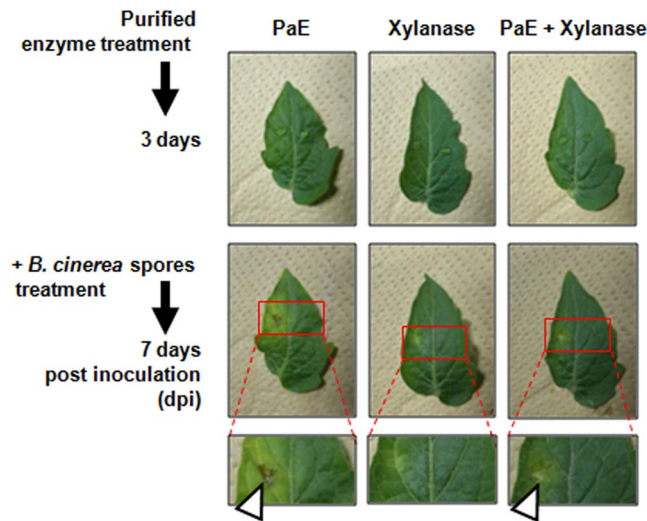 Purified
enzyme treatment
PaE
Xylanase
PaE + Xylanase
3 days
+ B. cinerea spores
treatment
7 days
post inoculation
(dpi)